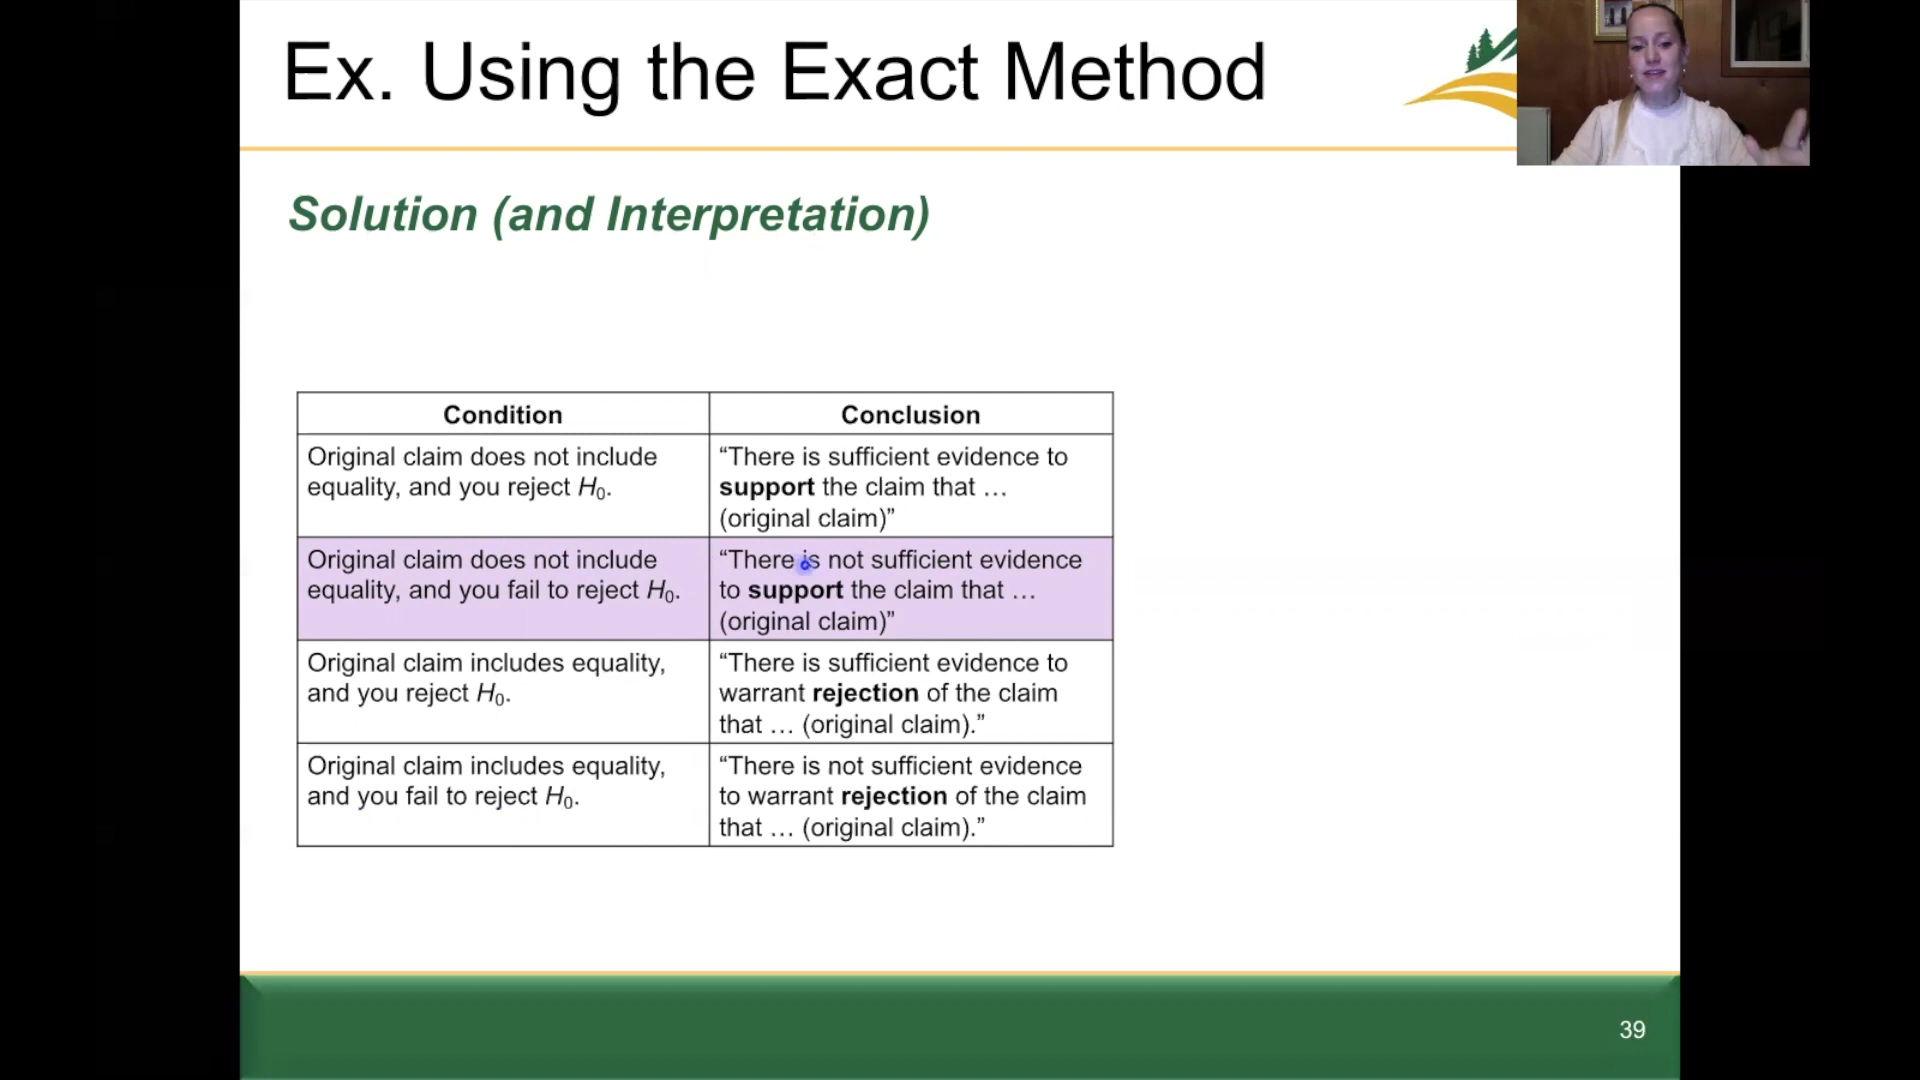 Ex. Using the Exact Method
Solution (and Interpretation)
Condition
Conclusion
Original claim does not include
equality, and you reject H₀.
“There is sufficient evidence to
support the claim that …
(original claim)”
Original claim does not include
equality, and you fail to reject H₀.
“There is not sufficient evidence
to support the claim that …
(original claim)”
Original claim includes equality,
and you reject H₀.
“There is sufficient evidence to
warrant rejection of the claim
that … (original claim).”
Original claim includes equality,
and you fail to reject H₀.
“There is not sufficient evidence
to warrant rejection of the claim
that … (original claim).”
39